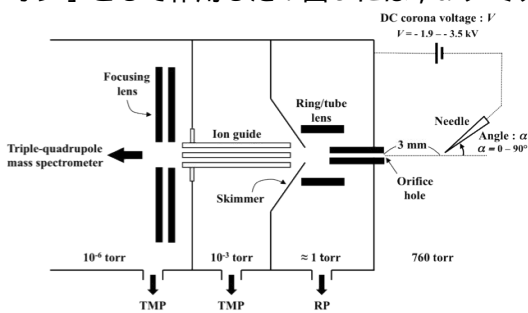 DC corona voltage : V
V = - 1.9 – - 3.5 kV
Focusing
lens
Ring/tube
lens
Needle
Ion guide
Angle : α
α = 0 – 90°
3 mm
Triple-quadrupole
mass spectrometer
Orifice
hole
Skimmer
10⁻⁶ torr
10⁻³ torr
≈ 1 torr
760 torr
TMP
TMP
RP